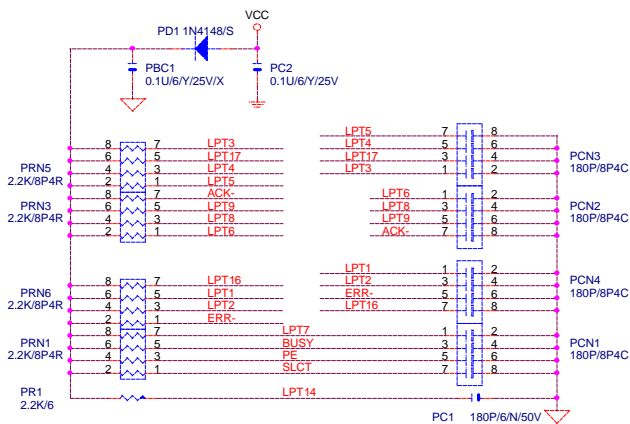 VCC
PD1 1N4148/S
PBC1
0.1U/6/Y/25V/X
PC2
0.1U/6/Y/25V
PRN5
2.2K/8P4R
8 7 LPT3
6 5 LPT17
4 3 LPT4
2 1 LPT5
PRN3
2.2K/8P4R
8 7 ACK-
6 5 LPT9
4 3 LPT8
2 1 LPT6
LPT5 7 8
LPT4 5 6
LPT17 3 4
LPT3 1 2
PCN3
180P/8P4C
LPT6 1 2
LPT8 3 4
LPT9 5 6
ACK- 7 8
PCN2
180P/8P4C
PRN6
2.2K/8P4R
8 7 LPT16
6 5 LPT1
4 3 LPT2
2 1 ERR-
LPT1 1 2
LPT2 3 4
ERR- 5 6
LPT16 7 8
PCN4
180P/8P4C
PRN1
2.2K/8P4R
8 7 LPT7 1 2
6 5 BUSY 3 4
4 3 PE 5 6
2 1 SLCT 7 8
PCN1
180P/8P4C
PR1
2.2K/6
LPT14
PC1 180P/6/N/50V